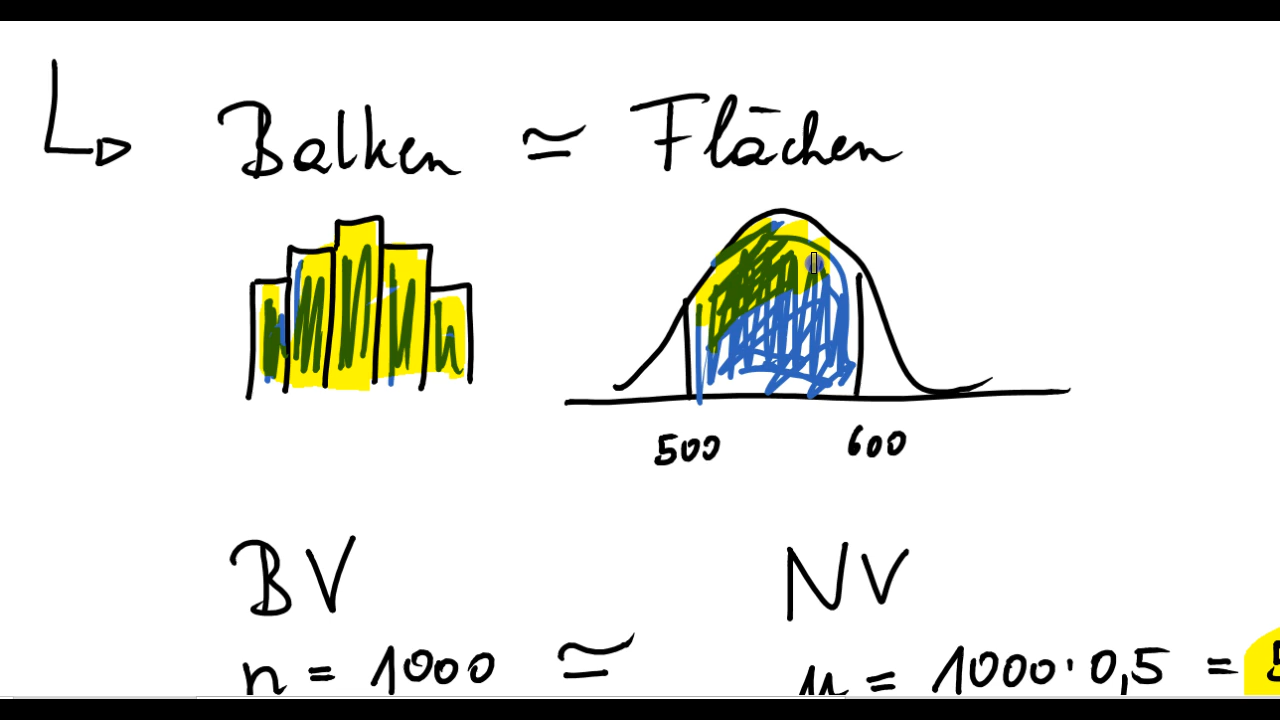 Balken ≃ Flächen
500 600
BV NV
n = 1000 ≃ μ = 1000·0,5 =